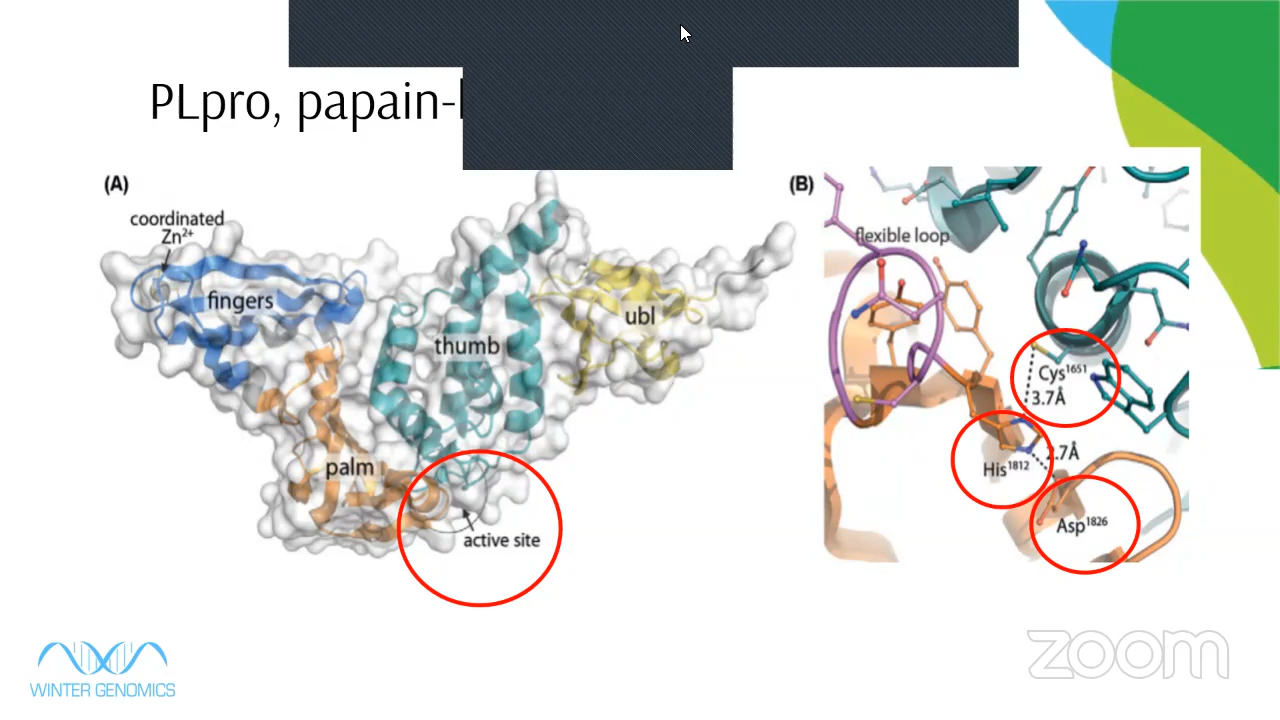 PLpro, papain-
(A)
coordinated
Zn²⁺
fingers
thumb
ubl
palm
active site
(B)
flexible loop
Cys¹⁶⁵¹
3.7Å
2.7Å
His¹⁸¹²
Asp¹⁸²⁶
WINTER GENOMICS
zoom